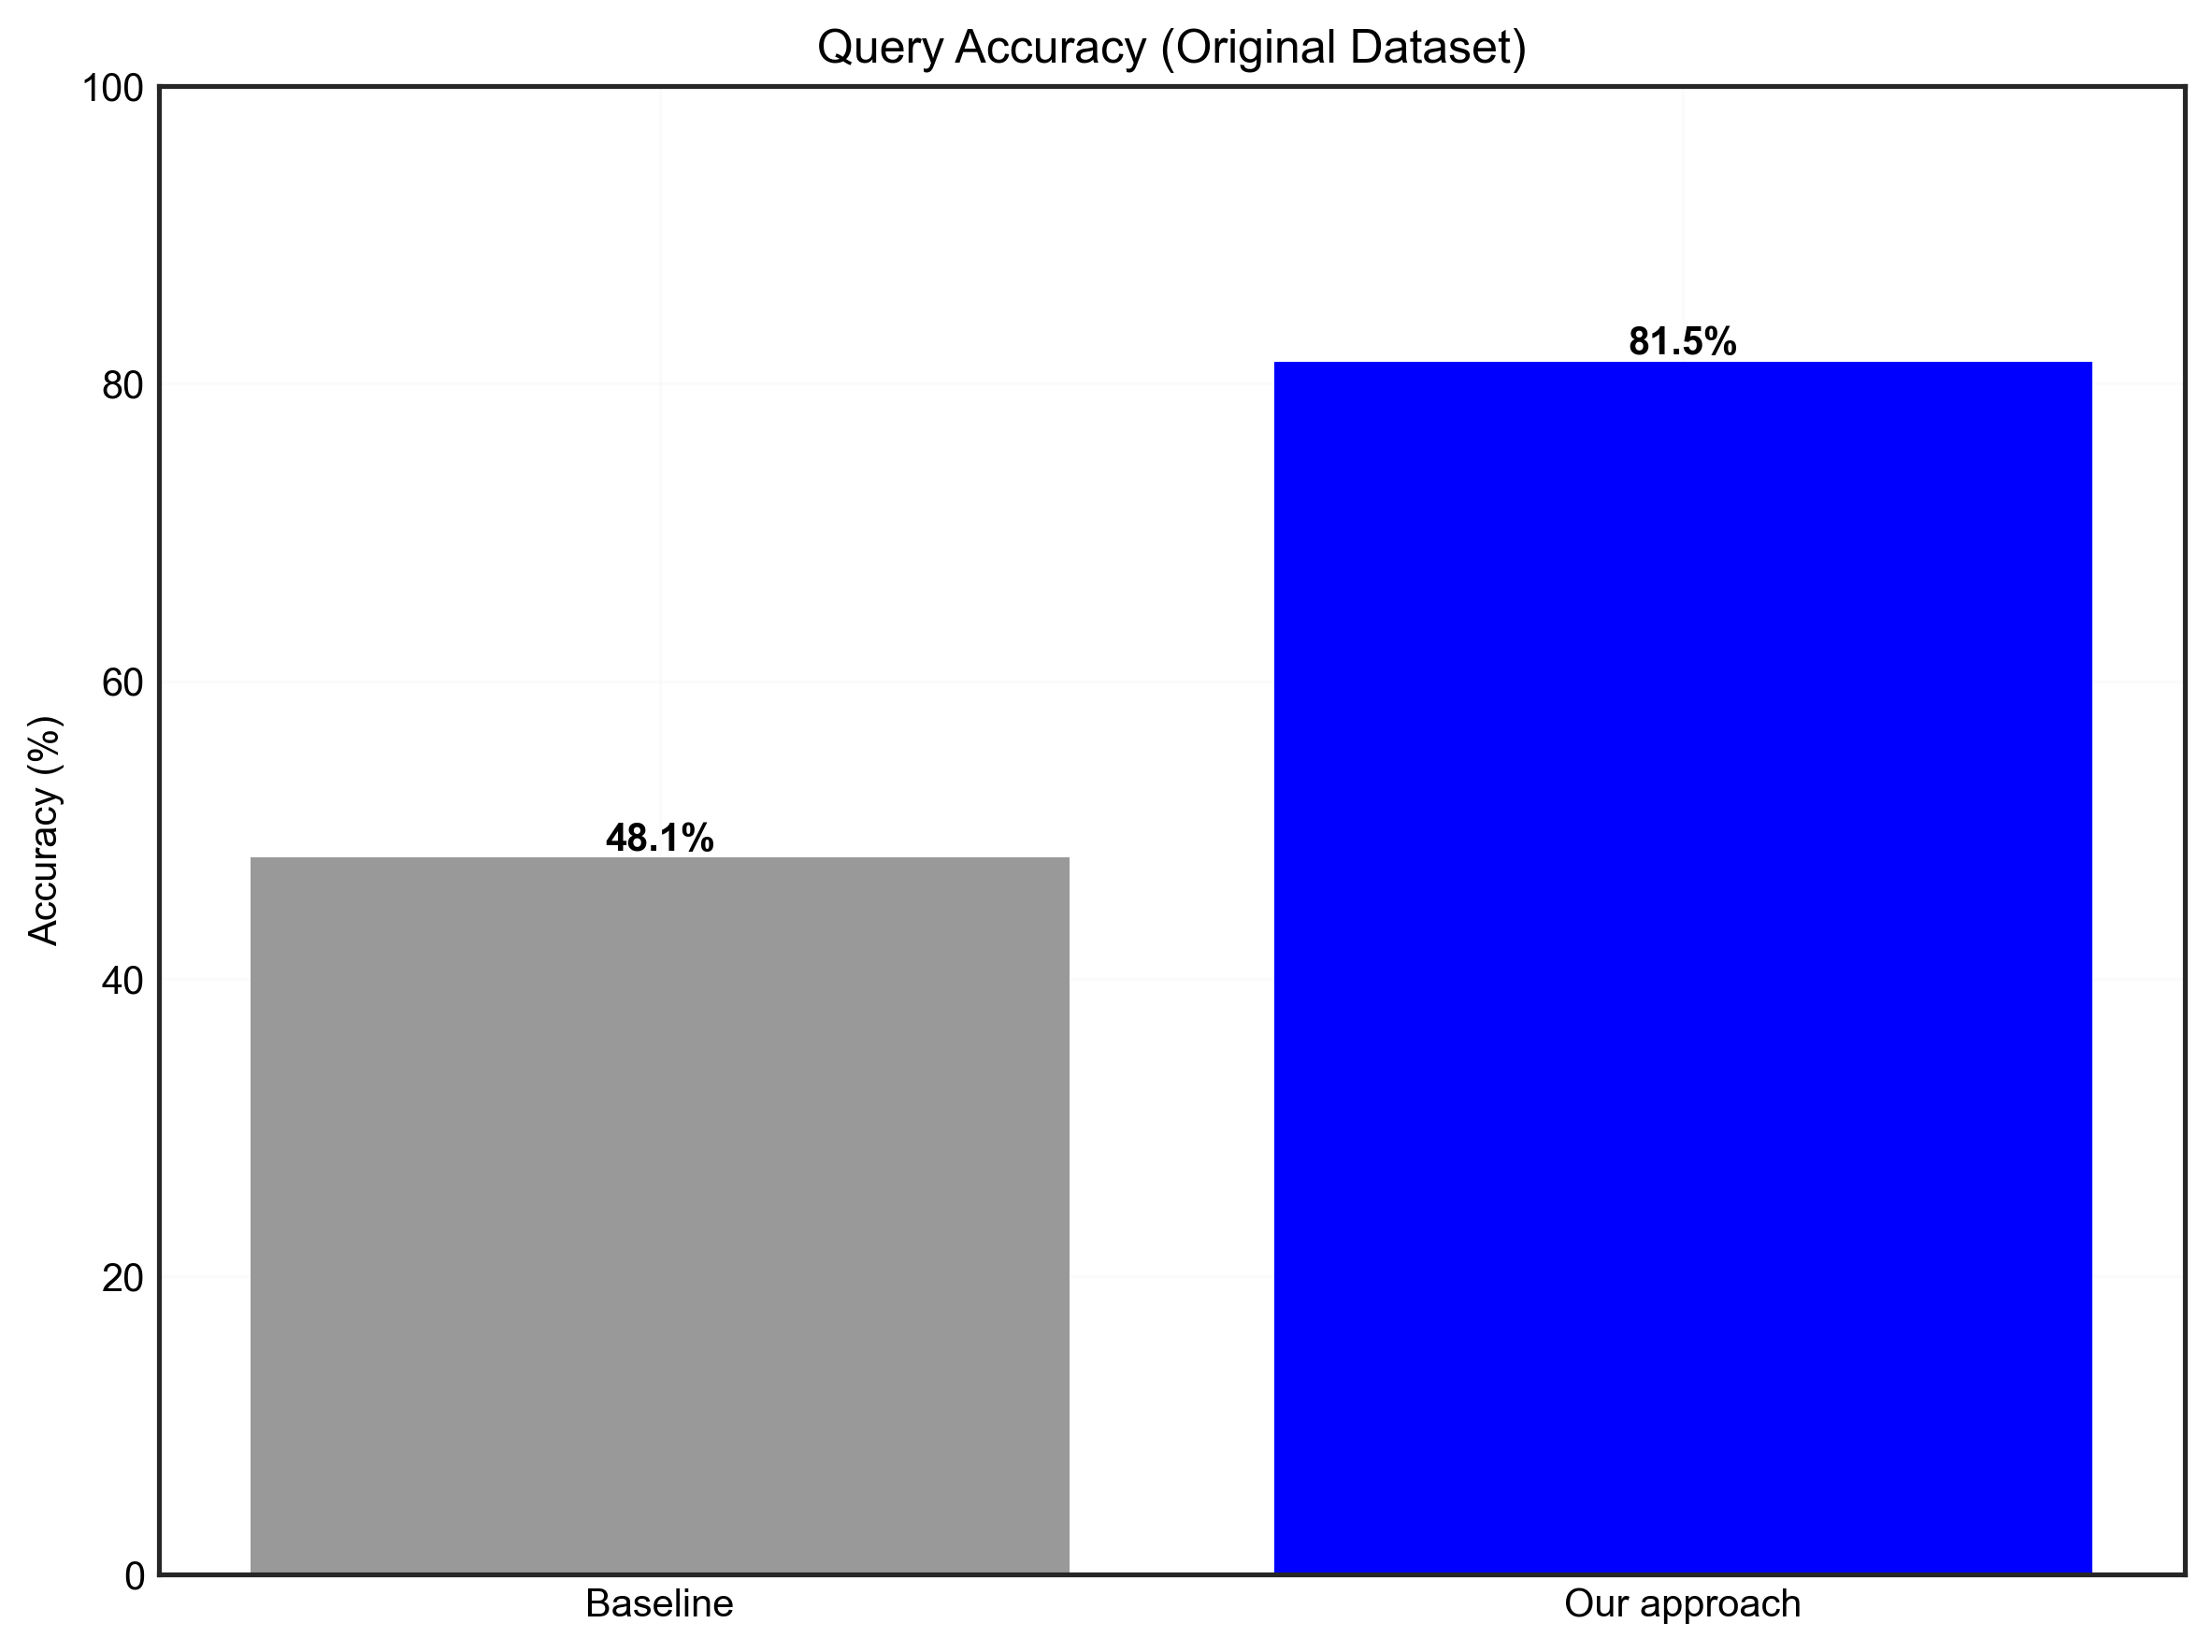 Query Accuracy (Original Dataset)
100
80
60
40
20
0
Accuracy (%)
48.1%
81.5%
Baseline
Our approach